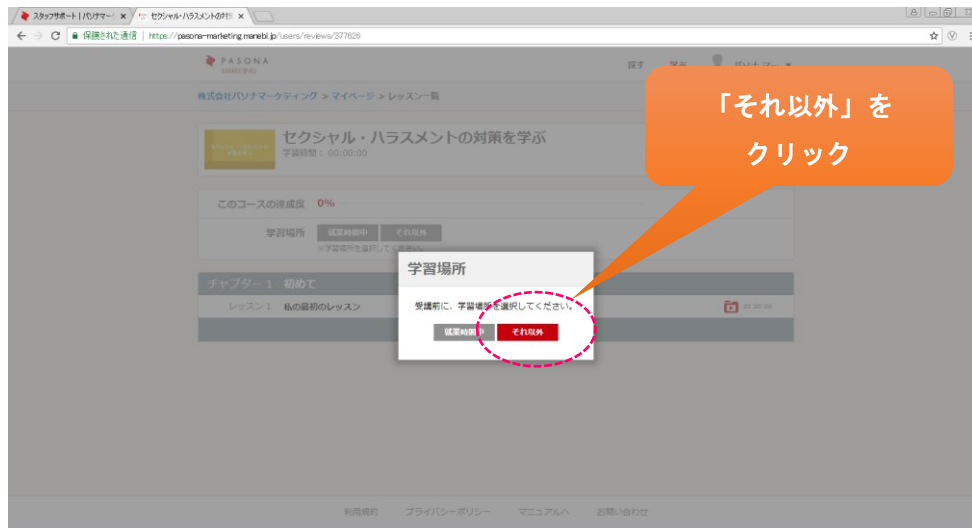 スタッフサポート | パソナマー
セクシャル・ハラスメントの対策
保護された通信 | https://pasona-marketing.manebi.jp/users/reviews/377626
PASONA
MARKETING
探す
株式会社パソナマーケティング > マイページ > レッスン一覧
「それ以外」を
クリック
セクシャル・ハラスメントの対策を学ぶ
学習時間： 00:00:00
このコースの達成度 0%
学習場所 就業時間中 それ以外
※学習場所を選択して
チャプター 1 初めて
レッスン 1 私の最初のレッスン
学習場所
受講前に、学習場所を選択してください。
就業時間中 それ以外
利用規約 プライバシーポリシー マニュアルへ お問い合わせ